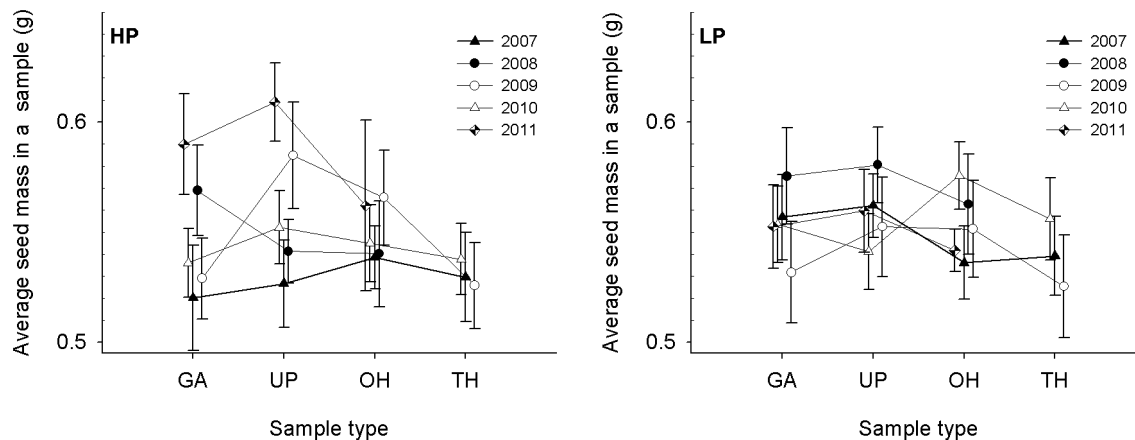 HP
2007
2008
2009
2010
2011
0.6
0.5
Average seed mass in a sample (g)
GA UP OH TH
Sample type
LP
2007
2008
2009
2010
2011
0.6
0.5
Average seed mass in a sample (g)
GA UP OH TH
Sample type